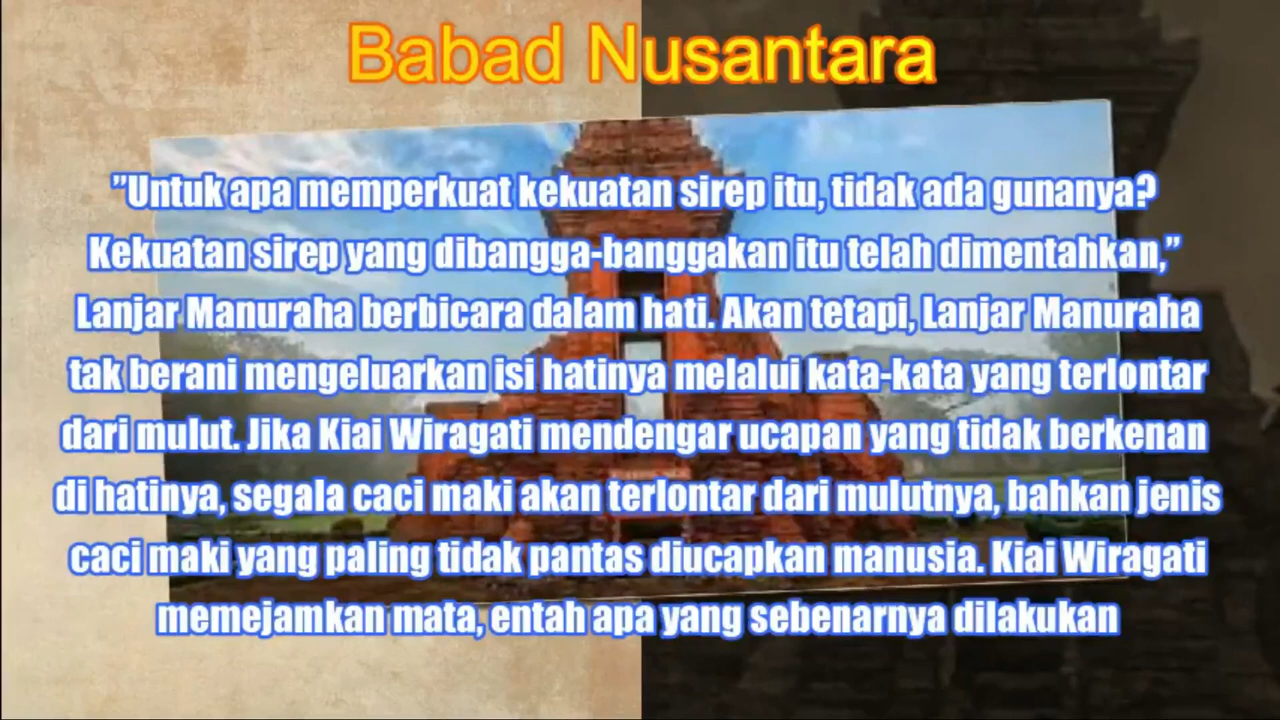 Babad Nusantara
”Untuk apa memperkuat kekuatan sirep itu, tidak ada gunanya?
Kekuatan sirep yang dibangga-banggakan itu telah dimentahkan,”
Lanjar Manuraha berbicara dalam hati. Akan tetapi, Lanjar Manuraha
tak berani mengeluarkan isi hatinya melalui kata-kata yang terlontar
dari mulut. Jika Kiai Wiragati mendengar ucapan yang tidak berkenan
di hatinya, segala caci maki akan terlontar dari mulutnya, bahkan jenis
caci maki yang paling tidak pantas diucapkan manusia. Kiai Wiragati
memejamkan mata, entah apa yang sebenarnya dilakukan